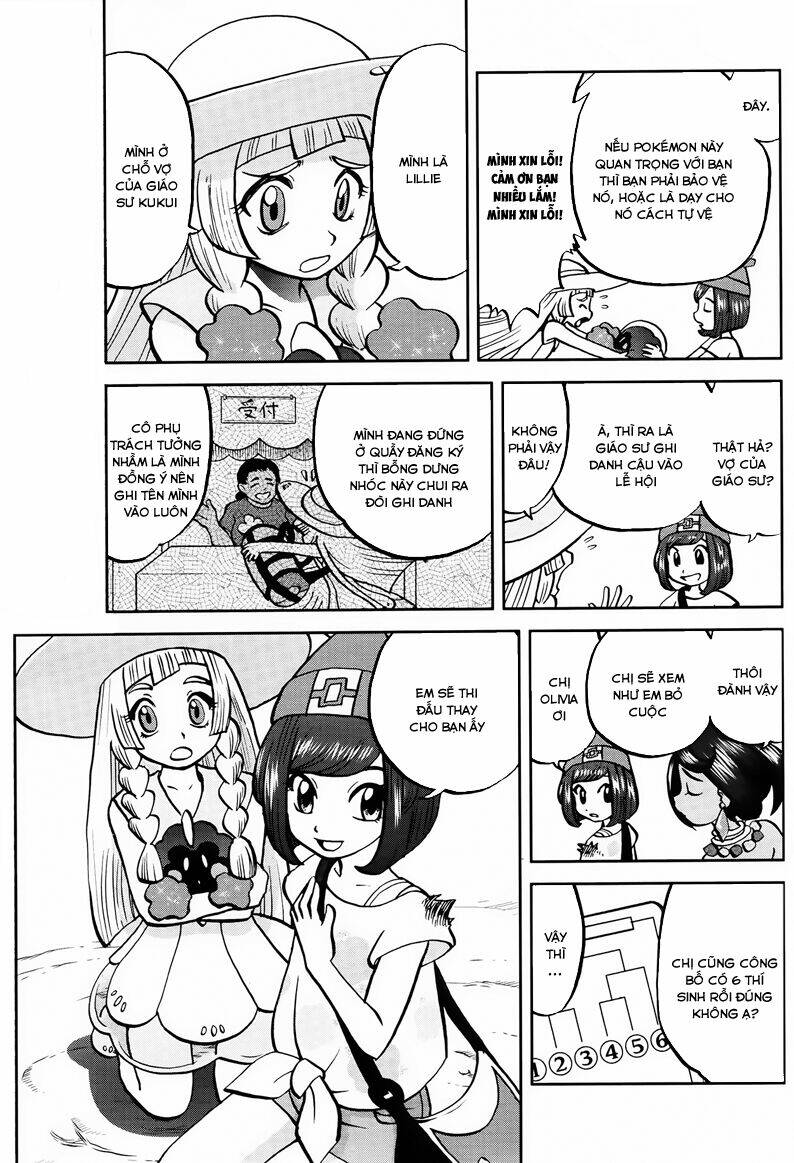 ĐÂY.
NẾU POKÉMON NÀY
QUAN TRỌNG VỚI BẠN
THÌ BẠN PHẢI BẢO VỆ
NÓ, HOẶC LÀ DẠY CHO
NÓ CÁCH TỰ VỆ
MÌNH XIN LỖI!
CẢM ƠN BẠN
NHIỀU LẮM!
MÌNH XIN LỖI!
MÌNH LÀ
LILLIE
MÌNH Ở
CHỖ VỢ
CỦA GIÁO
SƯ KUKUI
THẬT HẢ?
VỢ CỦA
GIÁO SƯ?
À, THÌ RA LÀ
GIÁO SƯ GHI
DANH CẬU VÀO
LỄ HỘI
KHÔNG
PHẢI VẬY
ĐÂU!
MÌNH ĐANG ĐỨNG
Ở QUẦY ĐĂNG KÝ
THÌ BỖNG DƯNG
NHÓC NÀY CHUI RA
ĐÒI GHI DANH
受付
CÔ PHỤ
TRÁCH TƯỞNG
NHẦM LÀ MÌNH
ĐỒNG Ý NÊN
GHI TÊN MÌNH
VÀO LUÔN
THÔI
ĐÀNH VẬY
CHỊ SẼ XEM
NHƯ EM BỎ
CUỘC
CHỊ
OLIVIA
ƠI
CHỊ CŨNG CÔNG
BỐ CÓ 6 THÍ
SINH RỒI ĐÚNG
KHÔNG Ạ?
VẬY
THÌ
...
1 2 3 4 5 6
EM SẼ THI
ĐẤU THAY
CHO BẠN ẤY